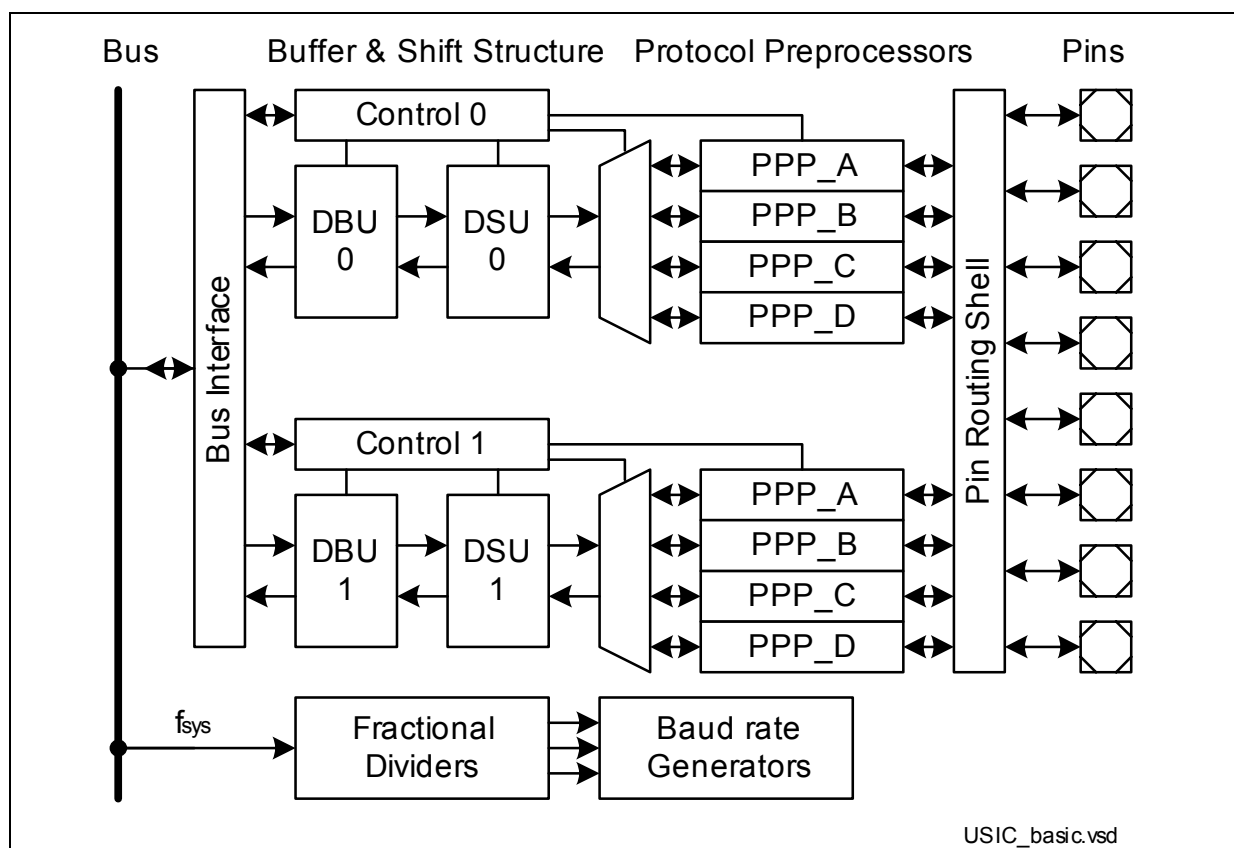 Bus
Buffer & Shift Structure
Protocol Preprocessors
Pins
Bus Interface
Control 0
DBU
0
DSU
0
PPP_A
PPP_B
PPP_C
PPP_D
Control 1
DBU
1
DSU
1
PPP_A
PPP_B
PPP_C
PPP_D
Pin Routing Shell
fsys
Fractional
Dividers
Baud rate
Generators
USIC_basic.vsd